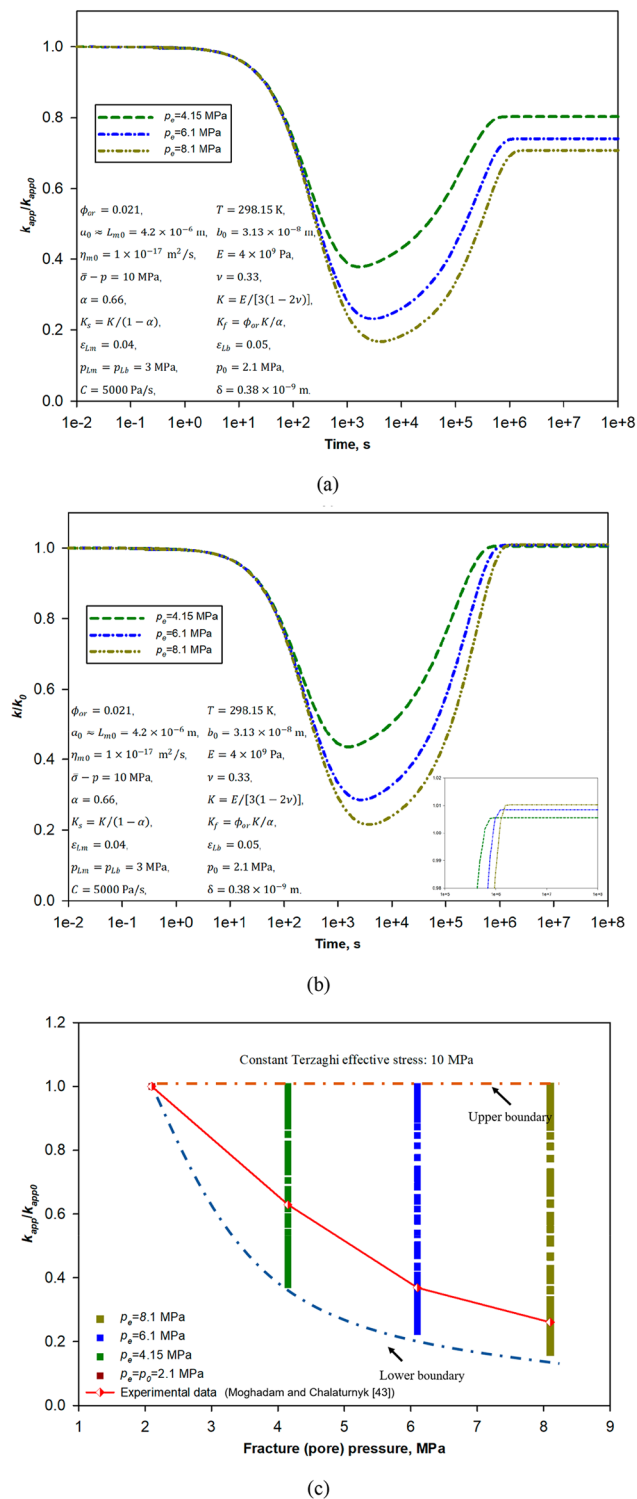 1.0
0.8
0.6
0.4
0.2
0.0
k_app/k_app0
p_e=4.15 MPa
p_e=6.1 MPa
p_e=8.1 MPa
ϕ_or = 0.021, T = 298.15 K,
a_0 ≈ L_m0 = 4.2 × 10^-6 m, b_0 = 3.13 × 10^-8 m,
η_m0 = 1 × 10^-17 m^2/s, E = 4 × 10^9 Pa,
σ̄ − p = 10 MPa, ν = 0.33,
α = 0.66, K = E/[3(1 − 2ν)],
K_s = K/(1 − α), K_f = ϕ_or K/α,
ε_Lm = 0.04, ε_Lb = 0.05,
p_Lm = p_Lb = 3 MPa, p_0 = 2.1 MPa,
C = 5000 Pa/s, δ = 0.38 × 10^-9 m.
1e-2 1e-1 1e+0 1e+1 1e+2 1e+3 1e+4 1e+5 1e+6 1e+7 1e+8
Time, s
(a)
1.0
0.8
0.6
0.4
0.2
0.0
k/k_0
p_e=4.15 MPa
p_e=6.1 MPa
p_e=8.1 MPa
ϕ_or = 0.021, T = 298.15 K,
a_0 ≈ L_m0 = 4.2 × 10^-6 m, b_0 = 3.13 × 10^-8 m,
η_m0 = 1 × 10^-17 m^2/s, E = 4 × 10^9 Pa,
σ̄ − p = 10 MPa, ν = 0.33,
α = 0.66, K = E/[3(1 − 2ν)],
K_s = K/(1 − α), K_f = ϕ_or K/α,
ε_Lm = 0.04, ε_Lb = 0.05,
p_Lm = p_Lb = 3 MPa, p_0 = 2.1 MPa,
C = 5000 Pa/s, δ = 0.38 × 10^-9 m.
1.02
1.01
1.00
0.99
0.98
1e-2 1e-1 1e+0 1e+1 1e+2 1e+3 1e+4 1e+5 1e+6 1e+7 1e+8
Time, s
(b)
1.2
1.0
0.8
0.6
0.4
0.2
0.0
k_app/k_app0
Constant Terzaghi effective stress: 10 MPa
Upper boundary
Lower boundary
p_e=8.1 MPa
p_e=6.1 MPa
p_e=4.15 MPa
p_e=p_0=2.1 MPa
Experimental data (Moghadam and Chalaturnyk [43])
1 2 3 4 5 6 7 8 9
Fracture (pore) pressure, MPa
(c)